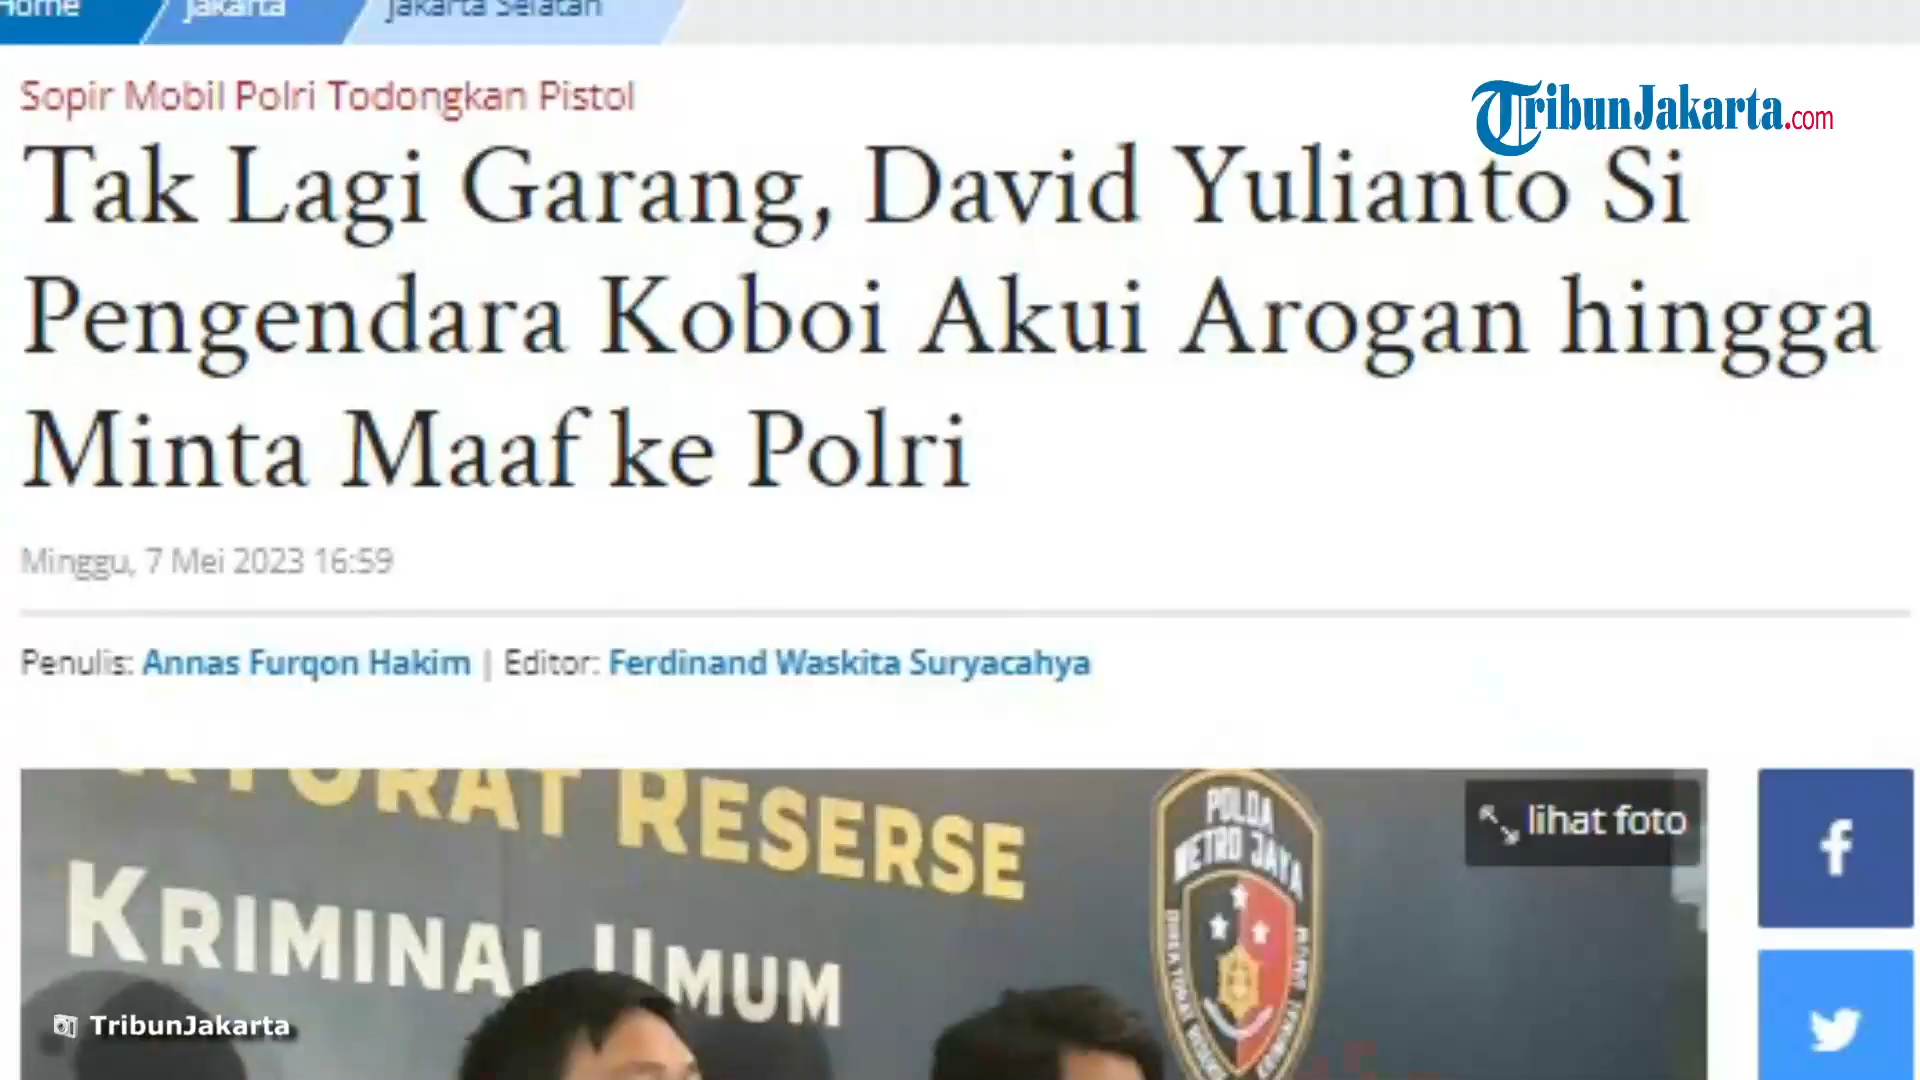 Home Jakarta Jakarta Selatan
Sopir Mobil Polri Todongkan Pistol
TribunJakarta.com
Tak Lagi Garang, David Yulianto Si
Pengendara Koboi Akui Arogan hingga
Minta Maaf ke Polri
Minggu, 7 Mei 2023 16:59
Penulis: Annas Furqon Hakim | Editor: Ferdinand Waskita Suryacahya
RESERSE
KRIMINAL UMUM
POLDA
METRO JAYA
lihat foto
TribunJakarta